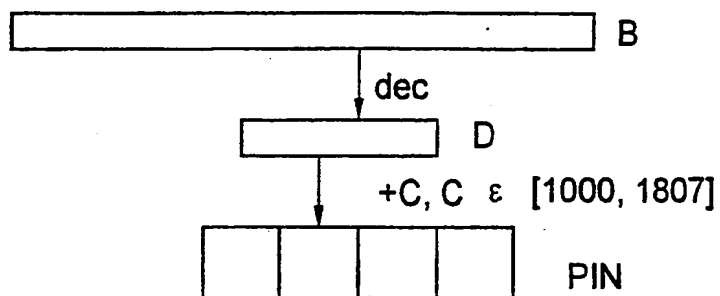 B
dec
D
+C, C ε [1000, 1807]
PIN